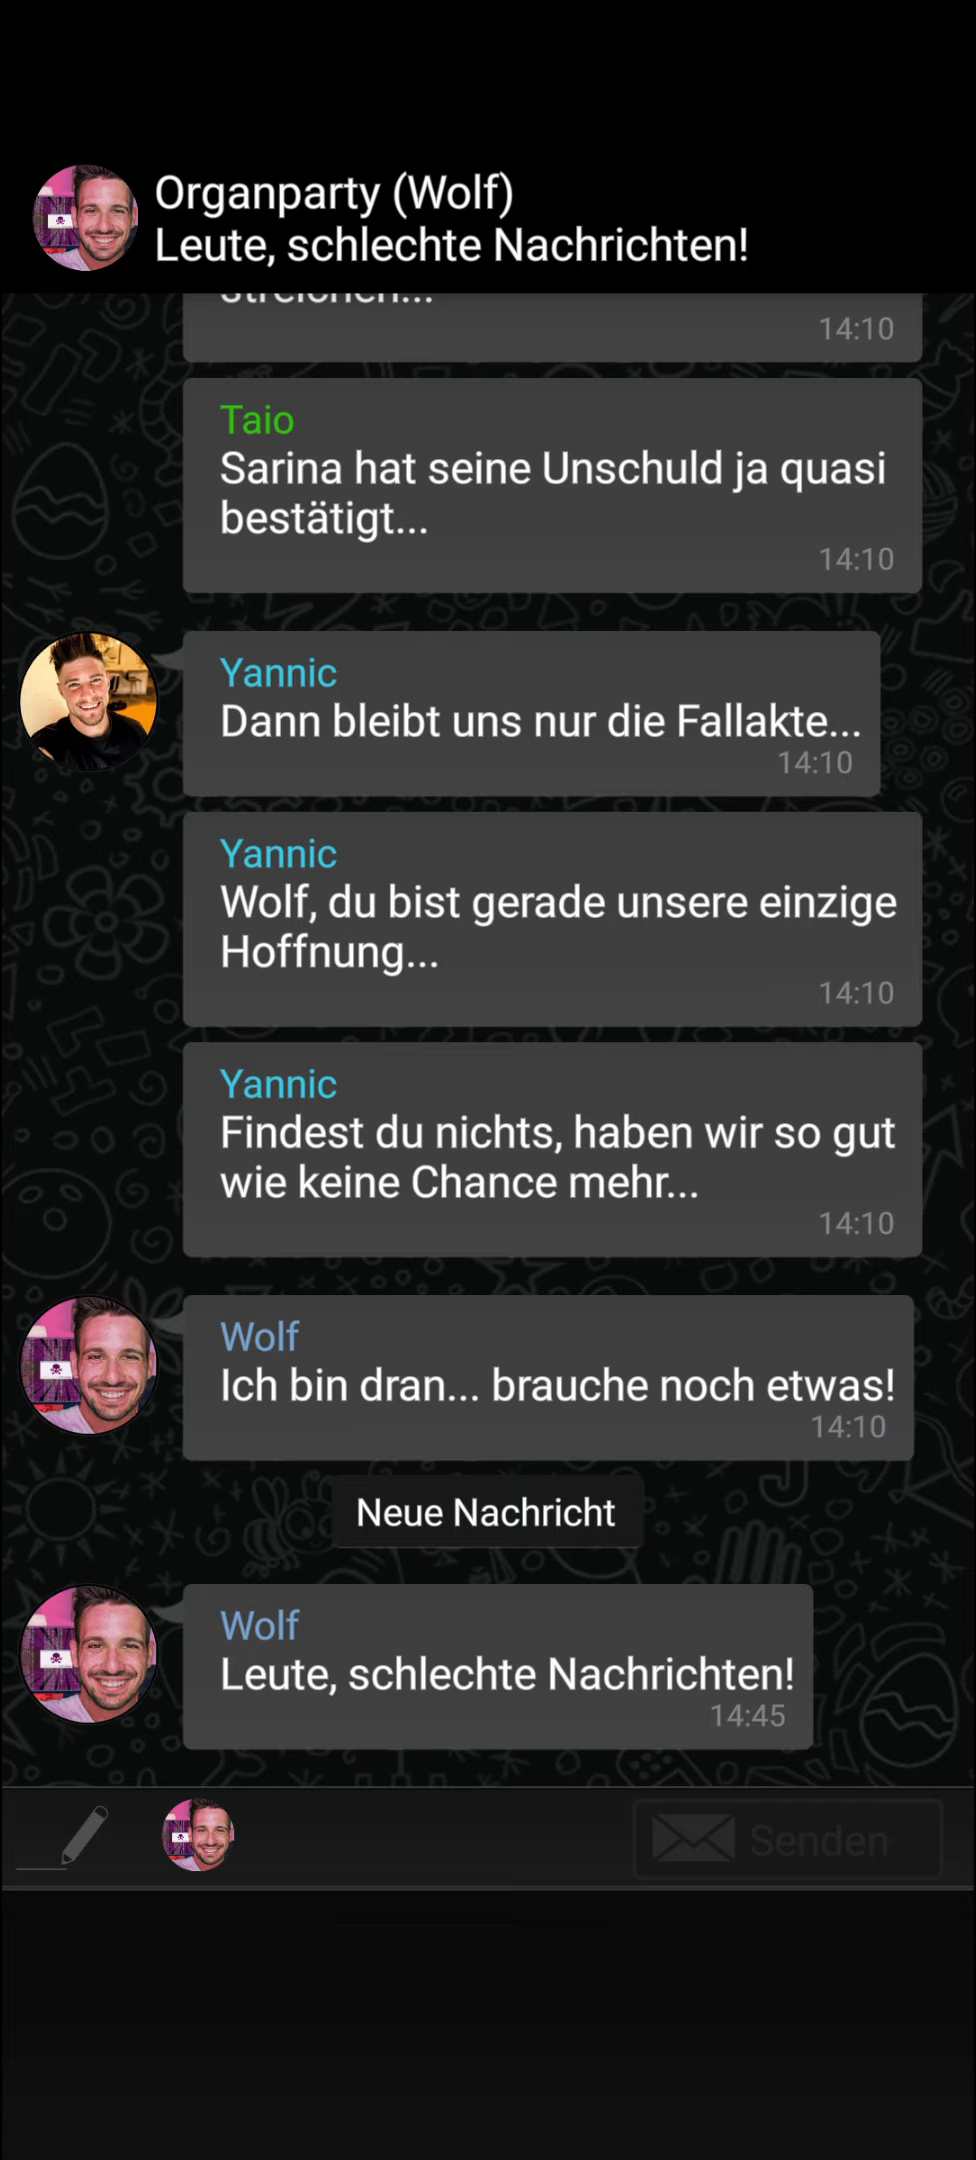 Organparty (Wolf)
Leute, schlechte Nachrichten!
streichen...
14:10
Taio
Sarina hat seine Unschuld ja quasi
bestätigt...
14:10
Yannic
Dann bleibt uns nur die Fallakte...
14:10
Yannic
Wolf, du bist gerade unsere einzige
Hoffnung...
14:10
Yannic
Findest du nichts, haben wir so gut
wie keine Chance mehr...
14:10
Wolf
Ich bin dran... brauche noch etwas!
14:10
Neue Nachricht
Wolf
Leute, schlechte Nachrichten!
14:45
Senden